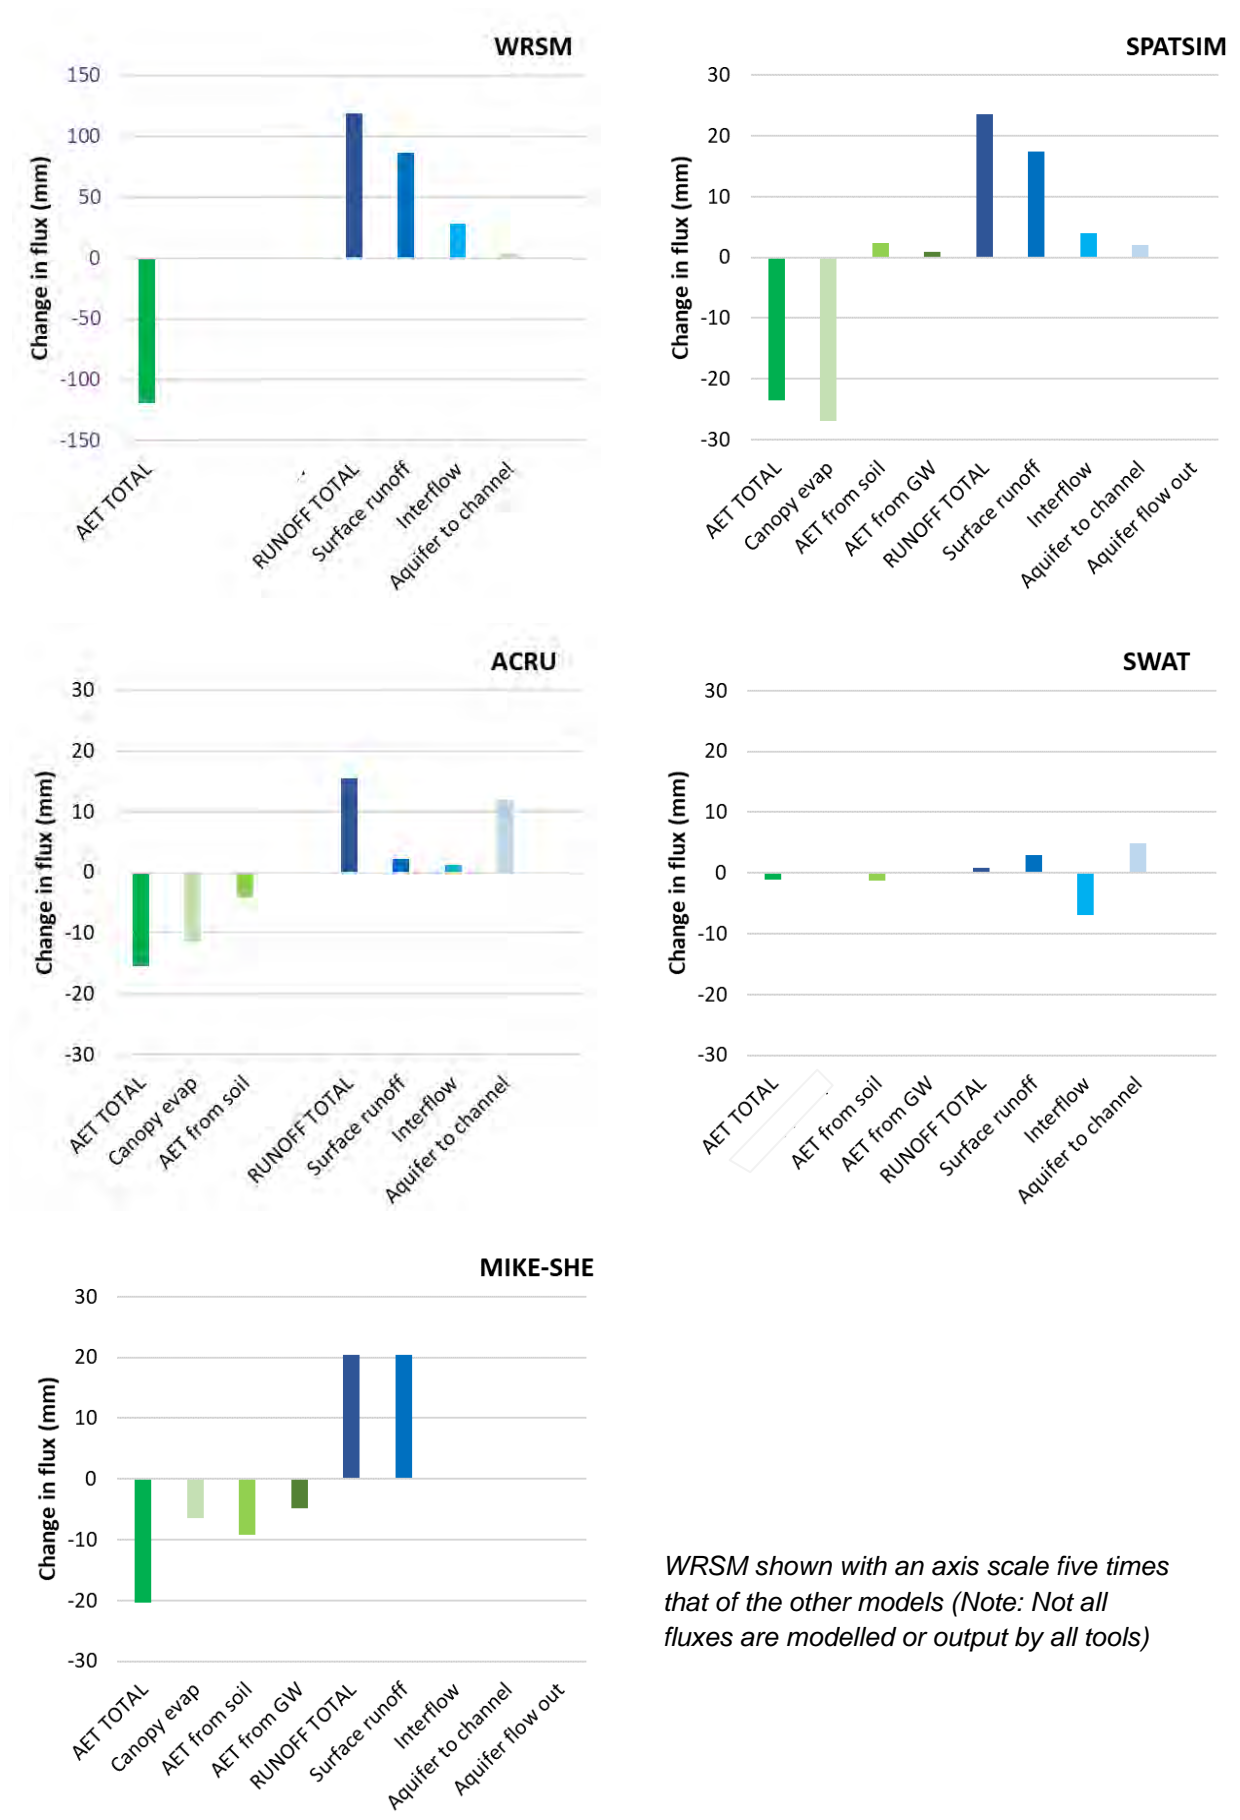 WRSM
150
100
50
0
-50
-100
-150
Change in flux (mm)
AET TOTAL
RUNOFF TOTAL
Surface runoff
Interflow
Aquifer to channel
SPATSIM
30
20
10
0
-10
-20
-30
Change in flux (mm)
AET TOTAL
Canopy evap
AET from soil
AET from GW
RUNOFF TOTAL
Surface runoff
Interflow
Aquifer to channel
Aquifer flow out
ACRU
30
20
10
0
-10
-20
-30
Change in flux (mm)
AET TOTAL
Canopy evap
AET from soil
RUNOFF TOTAL
Surface runoff
Interflow
Aquifer to channel
SWAT
30
20
10
0
-10
-20
-30
Change in flux (mm)
AET TOTAL
AET from soil
AET from GW
RUNOFF TOTAL
Surface runoff
Interflow
Aquifer to channel
MIKE-SHE
30
20
10
0
-10
-20
-30
Change in flux (mm)
AET TOTAL
Canopy evap
AET from soil
AET from GW
RUNOFF TOTAL
Surface runoff
Interflow
Aquifer to channel
Aquifer flow out
WRSM shown with an axis scale five times
that of the other models (Note: Not all
fluxes are modelled or output by all tools)